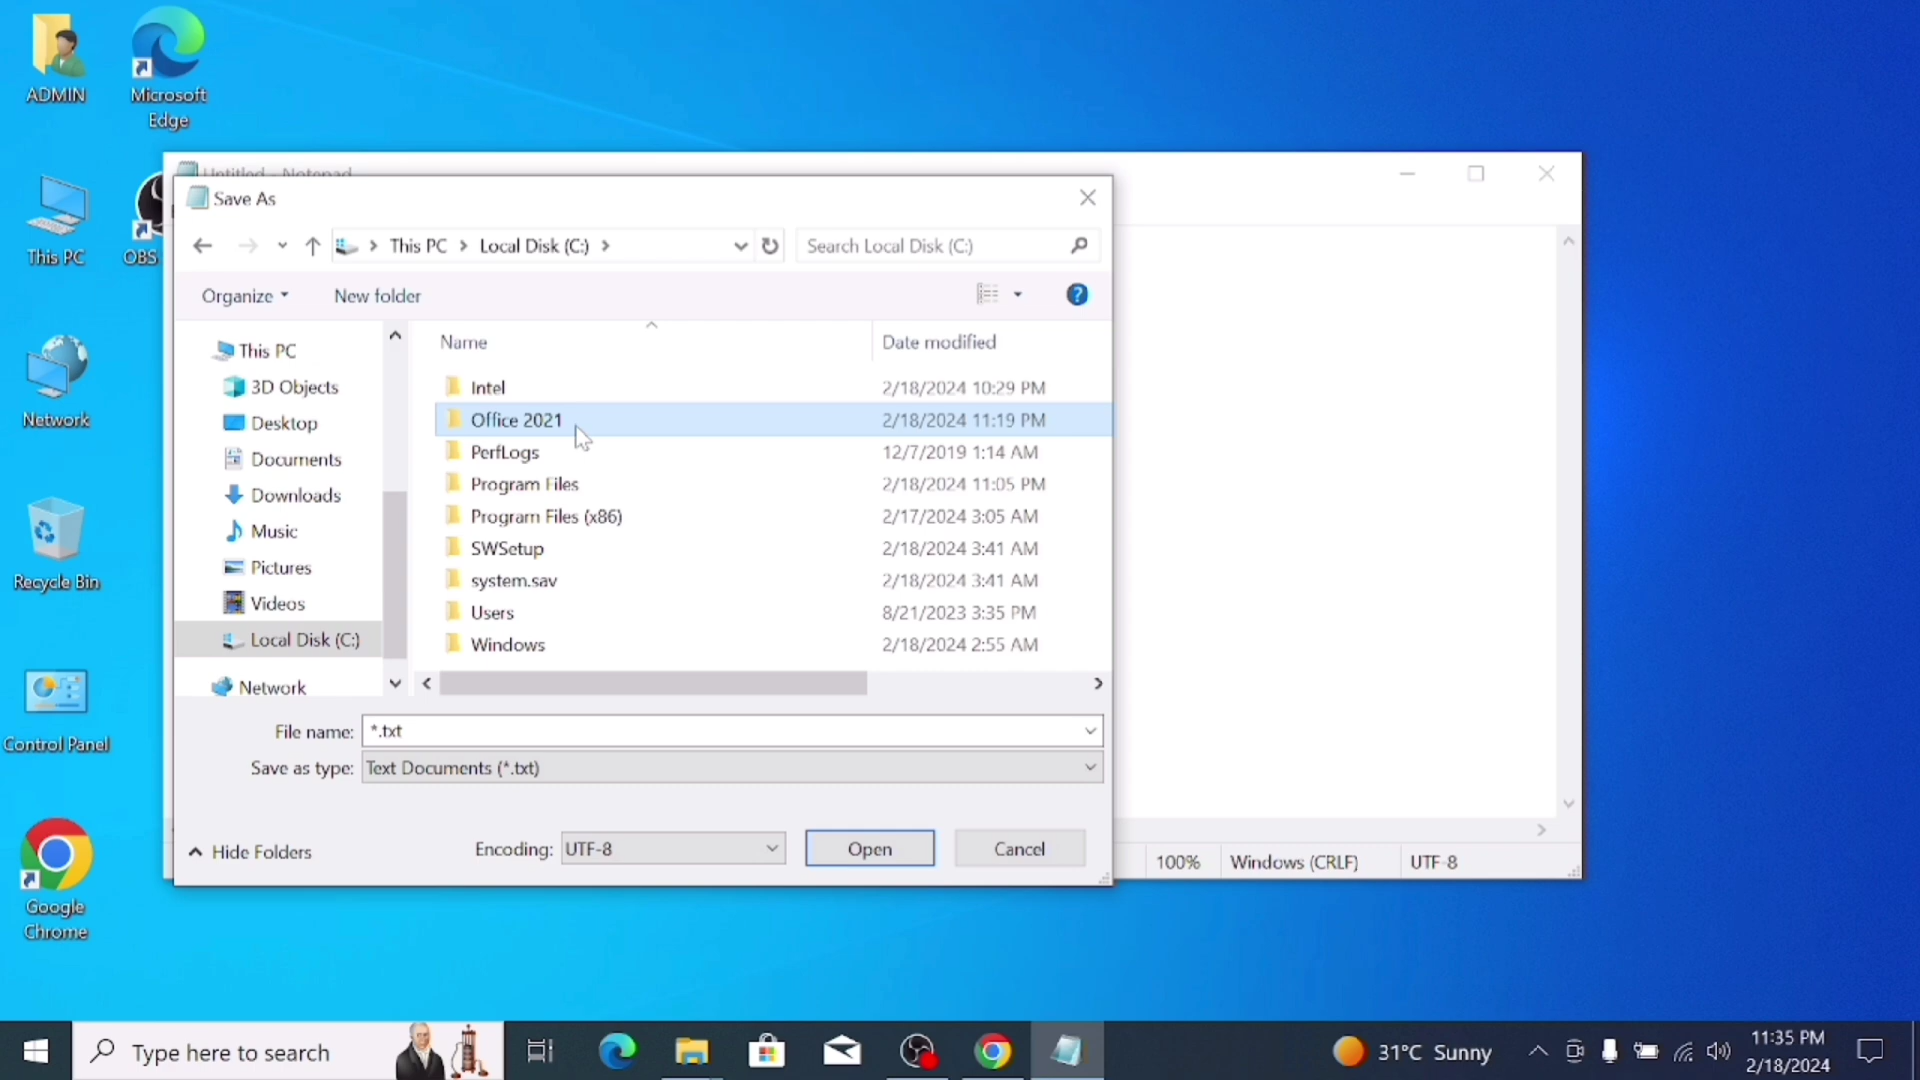 ADMIN
Microsoft
Edge
This PC
OBS
Network
Recycle Bin
Control Panel
Google
Chrome
Untitled - Notepad
Save As
This PC
Local Disk (C:)
Search Local Disk (C:)
Organize
New folder
This PC
3D Objects
Desktop
Documents
Downloads
Music
Pictures
Videos
Local Disk (C:)
Network
Name Date modified
Intel 2/18/2024 10:29 PM
Office 2021 2/18/2024 11:19 PM
PerfLogs 12/7/2019 1:14 AM
Program Files 2/18/2024 11:05 PM
Program Files (x86) 2/17/2024 3:05 AM
SWSetup 2/18/2024 3:41 AM
system.sav 2/18/2024 3:41 AM
Users 8/21/2023 3:35 PM
Windows 2/18/2024 2:55 AM
File name: *.txt
Save as type: Text Documents (*.txt)
Hide Folders
Encoding: UTF-8
Open
Cancel
100% Windows (CRLF) UTF-8
Type here to search
31°C Sunny
11:35 PM
2/18/2024